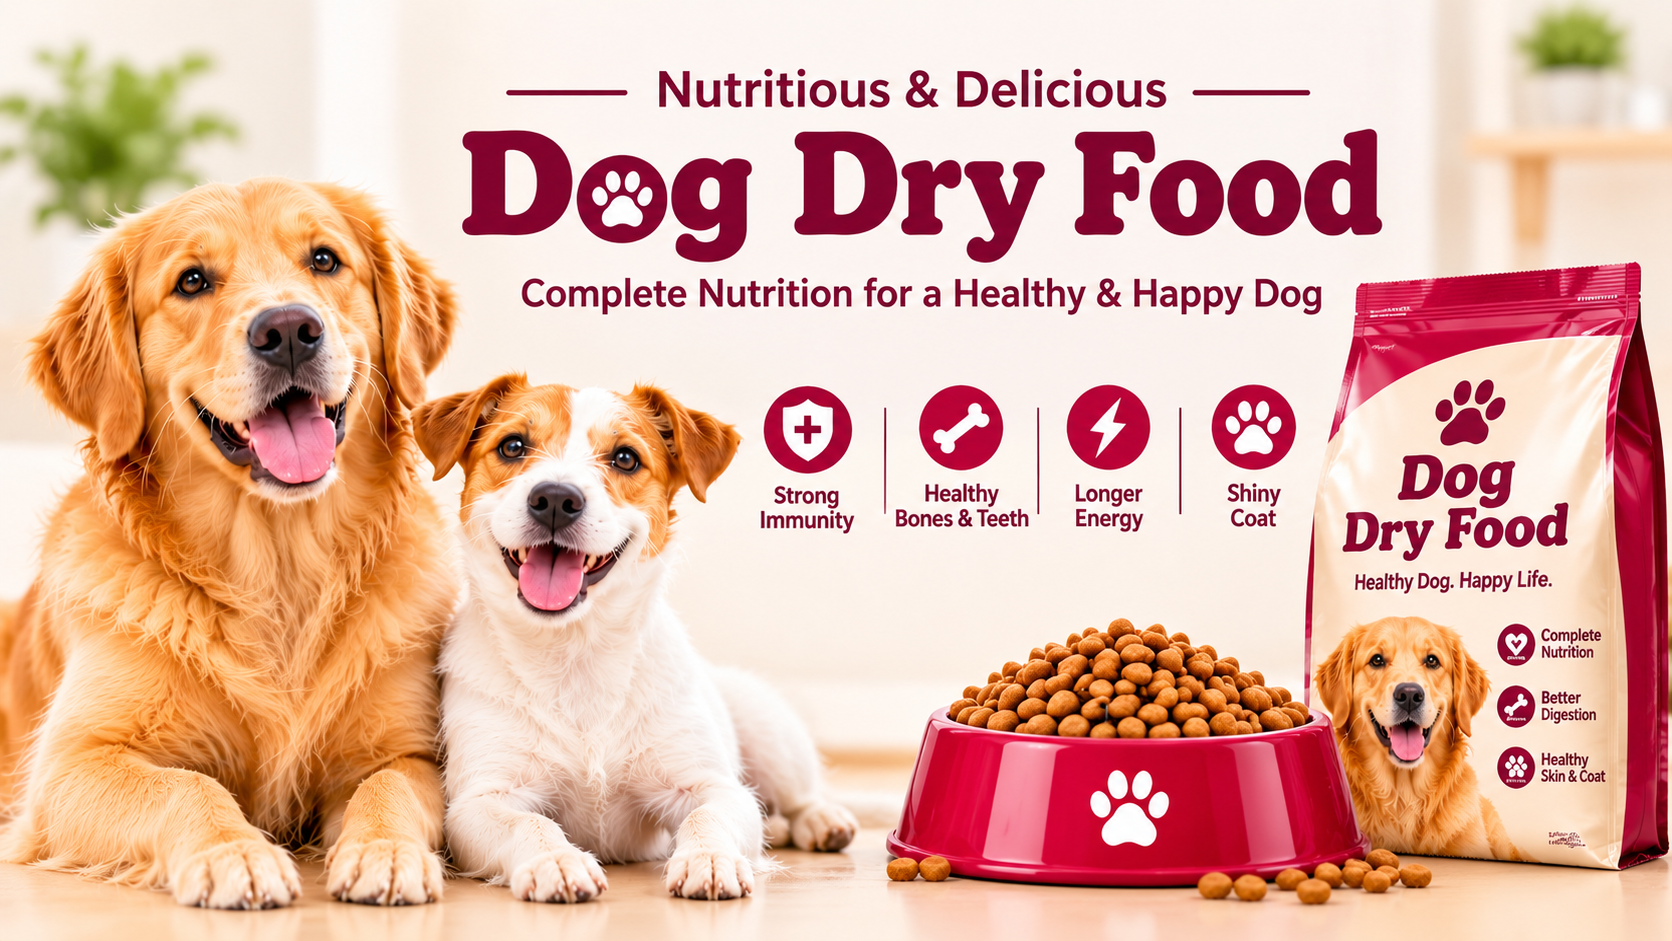 Nutritious & Delicious
Dog Dry Food
Complete Nutrition for a Healthy & Happy Dog
Strong
Immunity
Healthy
Bones & Teeth
Longer
Energy
Shiny
Coat
Dog
Dry Food
Healthy Dog. Happy Life.
Complete
Nutrition
Better
Digestion
Healthy
Skin & Coat